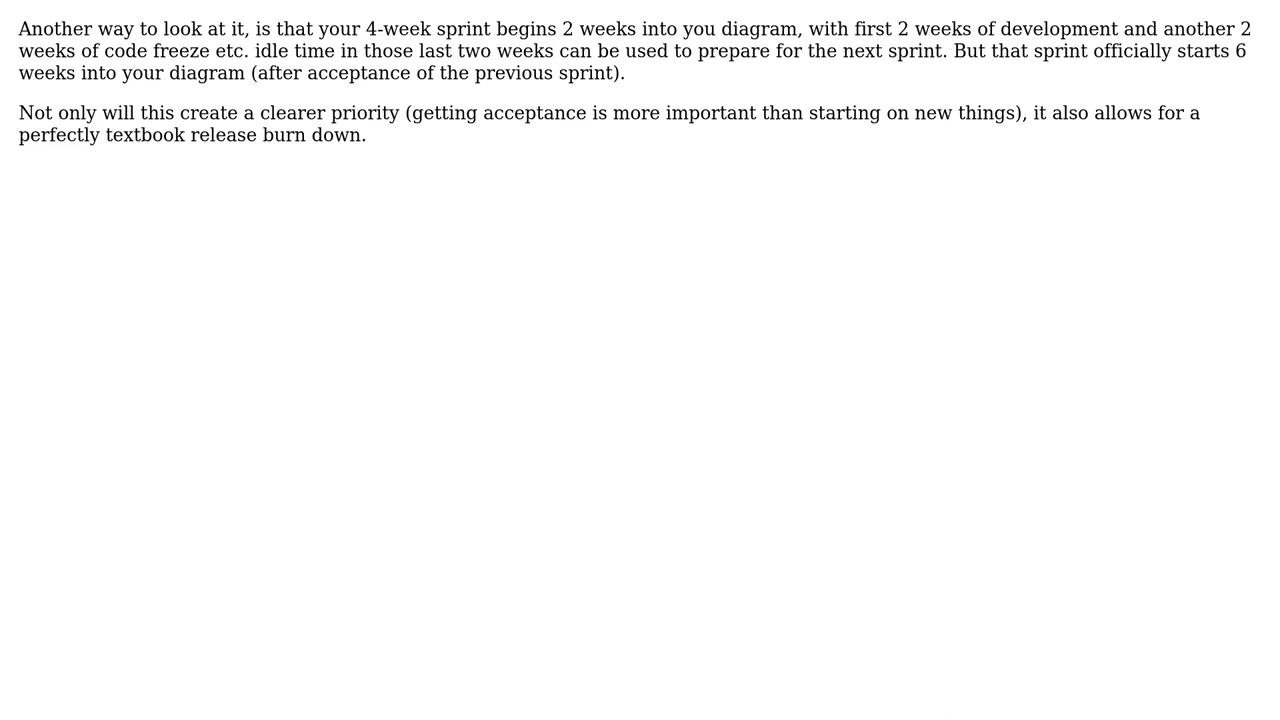 Another way to look at it, is that your 4-week sprint begins 2 weeks into you diagram, with first 2 weeks of development and another 2
weeks of code freeze etc. idle time in those last two weeks can be used to prepare for the next sprint. But that sprint officially starts 6
weeks into your diagram (after acceptance of the previous sprint).
Not only will this create a clearer priority (getting acceptance is more important than starting on new things), it also allows for a
perfectly textbook release burn down.